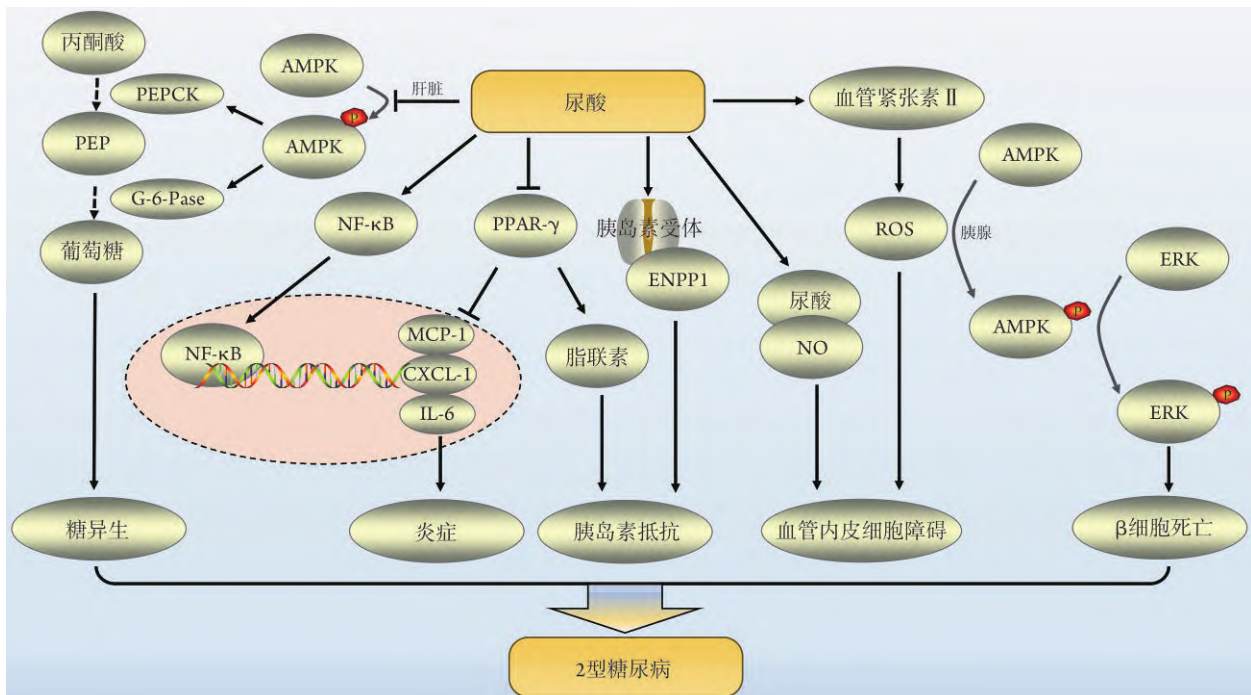 丙酮酸
AMPK
PEPCK
肝脏
尿酸
血管紧张素Ⅱ
P
PEP
AMPK
AMPK
G-6-Pase
NF-κB
PPAR-γ
胰岛素受体
ROS
胰腺
葡萄糖
ENPP1
ERK
尿酸
NO
AMPK
P
NF-κB
MCP-1
CXCL-1
IL-6
脂联素
ERK
P
糖异生
炎症
胰岛素抵抗
血管内皮细胞障碍
β细胞死亡
2型糖尿病